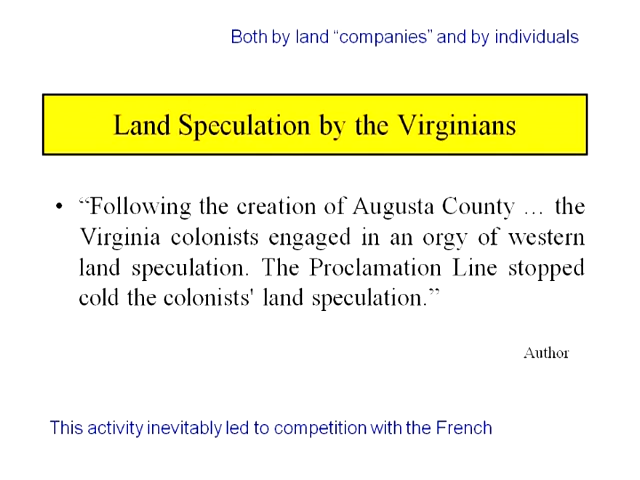 Both by land “companies” and by individuals
Land Speculation by the Virginians
• “Following the creation of Augusta County … the
Virginia colonists engaged in an orgy of western
land speculation. The Proclamation Line stopped
cold the colonists' land speculation.”
Author
This activity inevitably led to competition with the French